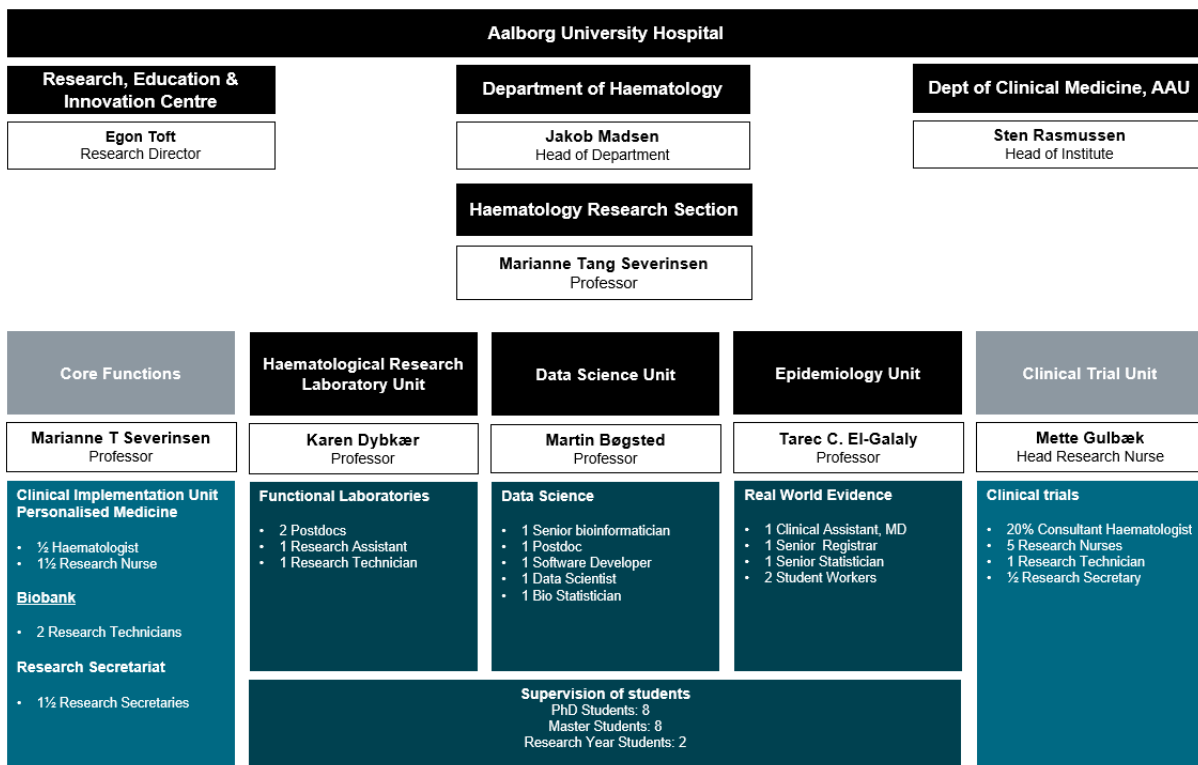 Aalborg University Hospital
Research, Education &
Innovation Centre
Egon Toft
Research Director
Department of Haematology
Jakob Madsen
Head of Department
Dept of Clinical Medicine, AAU
Sten Rasmussen
Head of Institute
Haematology Research Section
Marianne Tang Severinsen
Professor
Core Functions
Marianne T Severinsen
Professor
Clinical Implementation Unit
Personalised Medicine
• ½ Haematologist
• 1½ Research Nurse
Biobank
• 2 Research Technicians
Research Secretariat
• 1½ Research Secretaries
Haematological Research
Laboratory Unit
Karen Dybkær
Professor
Functional Laboratories
• 2 Postdocs
• 1 Research Assistant
• 1 Research Technician
Data Science Unit
Martin Bøgsted
Professor
Data Science
• 1 Senior bioinformatician
• 1 Postdoc
• 1 Software Developer
• 1 Data Scientist
• 1 Bio Statistician
Epidemiology Unit
Tarec C. El-Galaly
Professor
Real World Evidence
• 1 Clinical Assistant, MD
• 1 Senior Registrar
• 1 Senior Statistician
• 2 Student Workers
Clinical Trial Unit
Mette Gulbæk
Head Research Nurse
Clinical trials
• 20% Consultant Haematologist
• 5 Research Nurses
• 1 Research Technician
• ½ Research Secretary
Supervision of students
PhD Students: 8
Master Students: 8
Research Year Students: 2